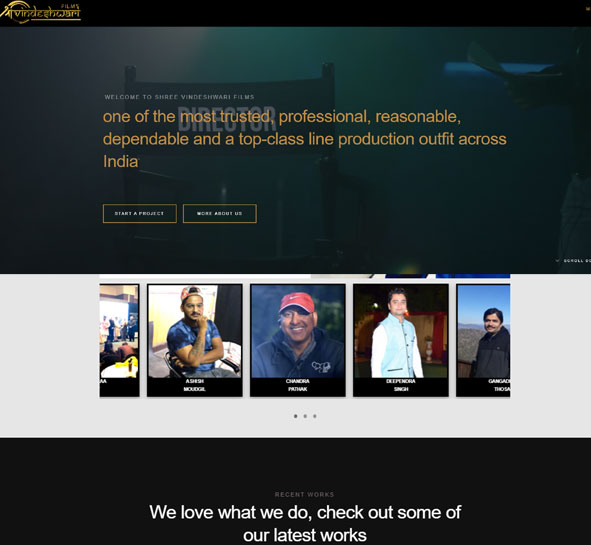 FILMS
Vindeshwari
WELCOME TO SHREE VINDESHWARI FILMS
DIRECTOR
one of the most trusted, professional, reasonable,
dependable and a top-class line production outfit across
India
START A PROJECT
MORE ABOUT US
SCROLL DO
AA
ASHISH
MOUDGIL
CHANDRA
PATHAK
DEEPENDRA
SINGH
GANGAD
THOSA
RECENT WORKS
We love what we do, check out some of
our latest works